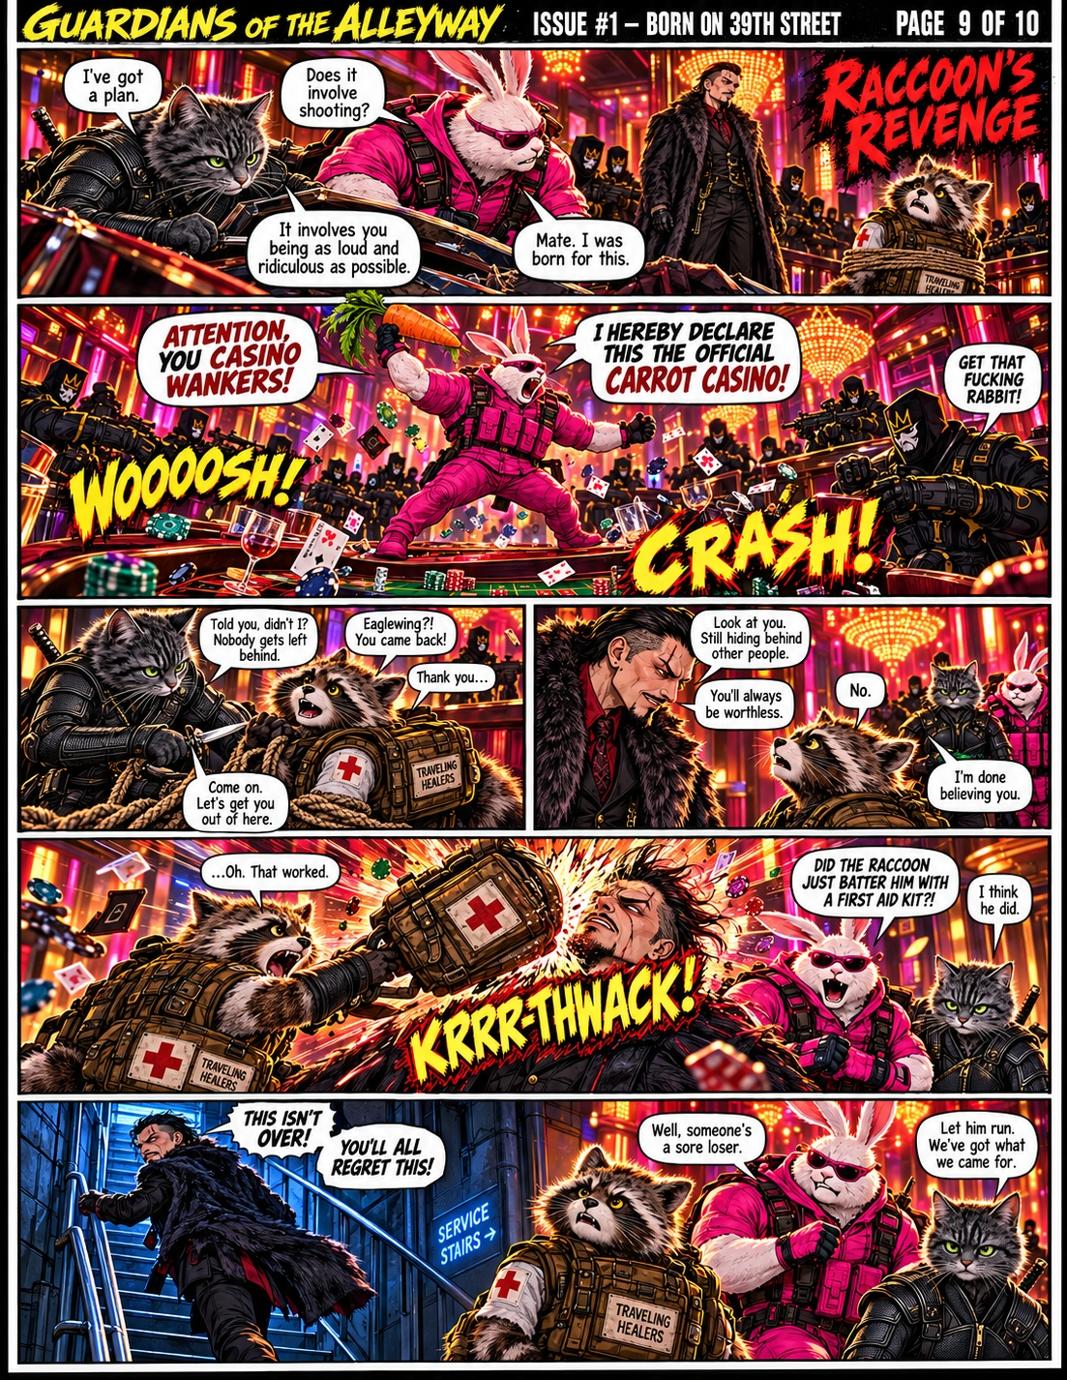 GUARDIANS OF THE ALLEYWAY
ISSUE #1 – BORN ON 39TH STREET
PAGE 9 OF 10
RACCOON'S
REVENGE
I've got
a plan.
Does it
involve
shooting?
It involves you
being as loud and
ridiculous as possible.
Mate. I was
born for this.
TRAVELING
HEALERS
ATTENTION,
YOU CASINO
WANKERS!
I HEREBY DECLARE
THIS THE OFFICIAL
CARROT CASINO!
GET THAT
FUCKING
RABBIT!
WOOOOSH!
CRASH!
Told you, didn't I?
Nobody gets left
behind.
Eaglewing?!
You came back!
Thank you...
TRAVELING
HEALERS
Come on.
Let's get you
out of here.
Look at you.
Still hiding behind
other people.
You'll always
be worthless.
No.
I'm done
believing you.
...Oh. That worked.
DID THE RACCOON
JUST BATTER HIM WITH
A FIRST AID KIT?!
I think
he did.
KRRR-THWACK!
TRAVELING
HEALERS
THIS ISN'T
OVER!
YOU'LL ALL
REGRET THIS!
SERVICE
STAIRS →
Well, someone's
a sore loser.
Let him run.
We've got what
we came for.
TRAVELING
HEALERS